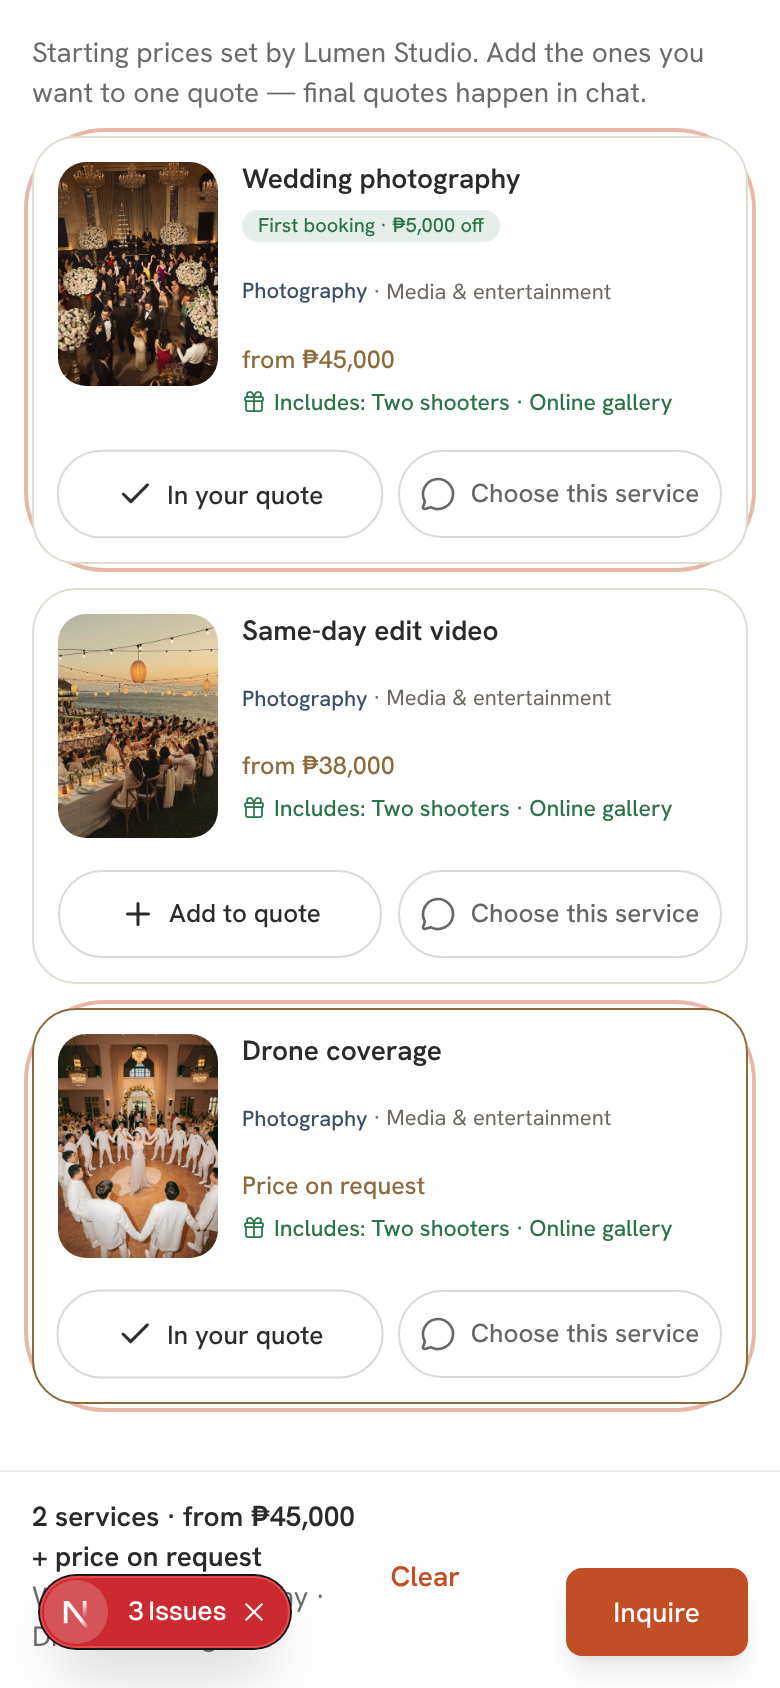 Starting prices set by Lumen Studio. Add the ones you
want to one quote — final quotes happen in chat.
Wedding photography
First booking · ₱5,000 off
Photography · Media & entertainment
from ₱45,000
Includes: Two shooters · Online gallery
In your quote
Choose this service
Same-day edit video
Photography · Media & entertainment
from ₱38,000
Includes: Two shooters · Online gallery
Add to quote
Choose this service
Drone coverage
Photography · Media & entertainment
Price on request
Includes: Two shooters · Online gallery
In your quote
Choose this service
2 services · from ₱45,000
+ price on request
Clear
Inquire
N 3 Issues